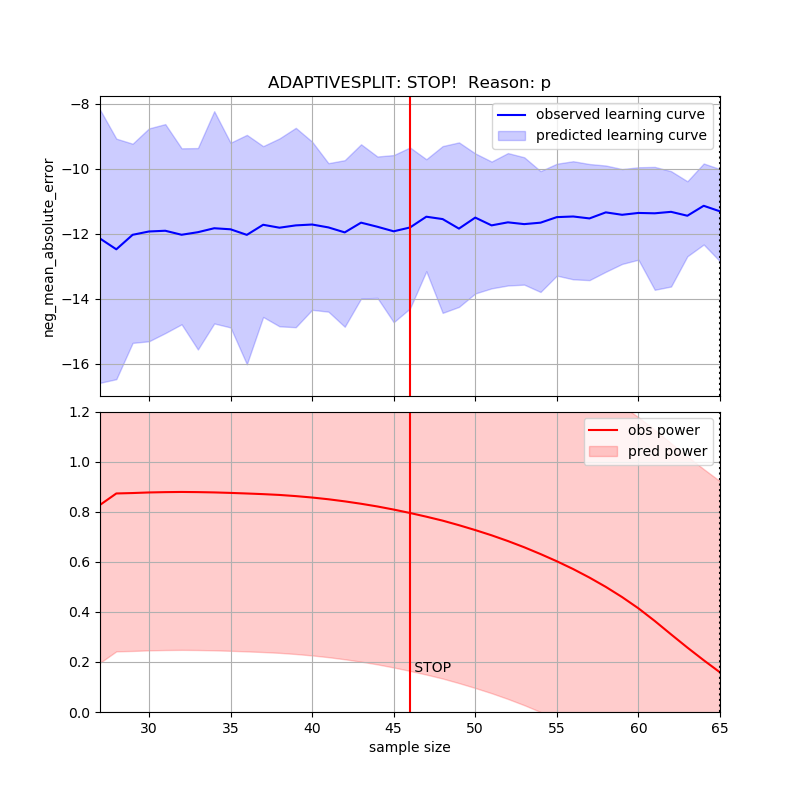 ADAPTIVESPLIT: STOP!  Reason: p
neg_mean_absolute_error
−8
−10
−12
−14
−16
observed learning curve
predicted learning curve
1.2
1.0
0.8
0.6
0.4
0.2
0.0
obs power
pred power
STOP
30 35 40 45 50 55 60 65
sample size